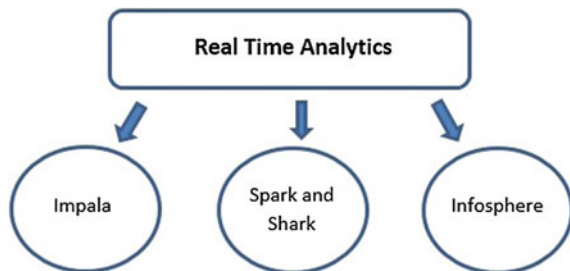 Real Time Analytics
Impala
Spark and
Shark
Infosphere